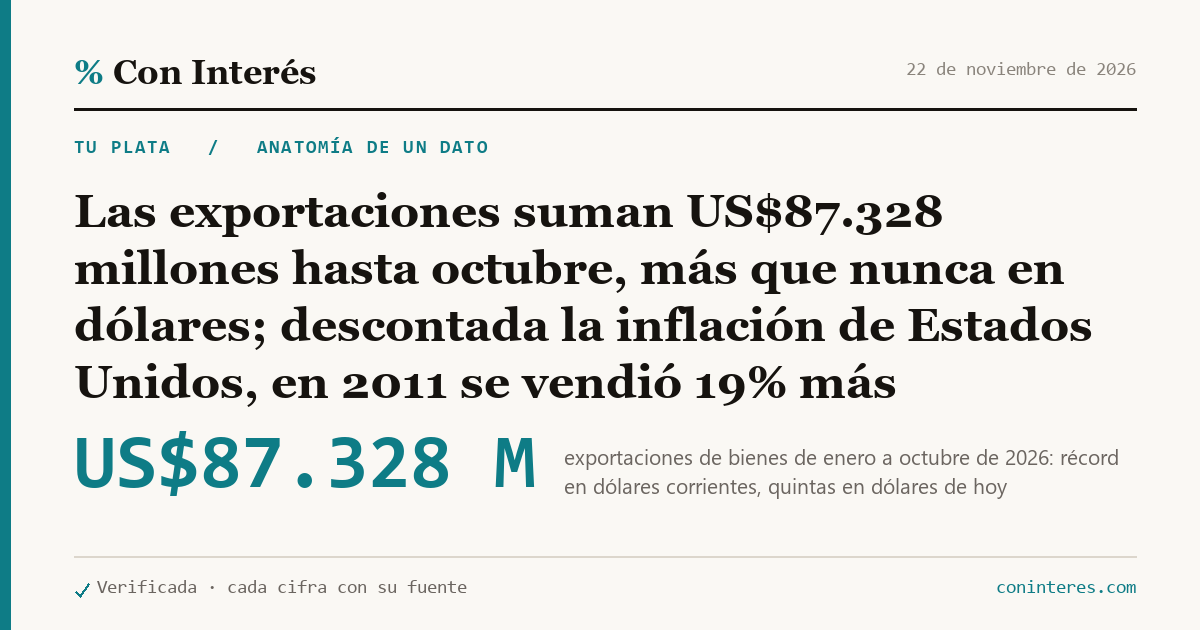 % Con Interés
22 de noviembre de 2026
TU PLATA / ANATOMÍA DE UN DATO
Las exportaciones suman US$87.328
millones hasta octubre, más que nunca en
dólares; descontada la inflación de Estados
Unidos, en 2011 se vendió 19% más
US$87.328 M
exportaciones de bienes de enero a octubre de 2026: récord
en dólares corrientes, quintas en dólares de hoy
✓ Verificada · cada cifra con su fuente
coninteres.com